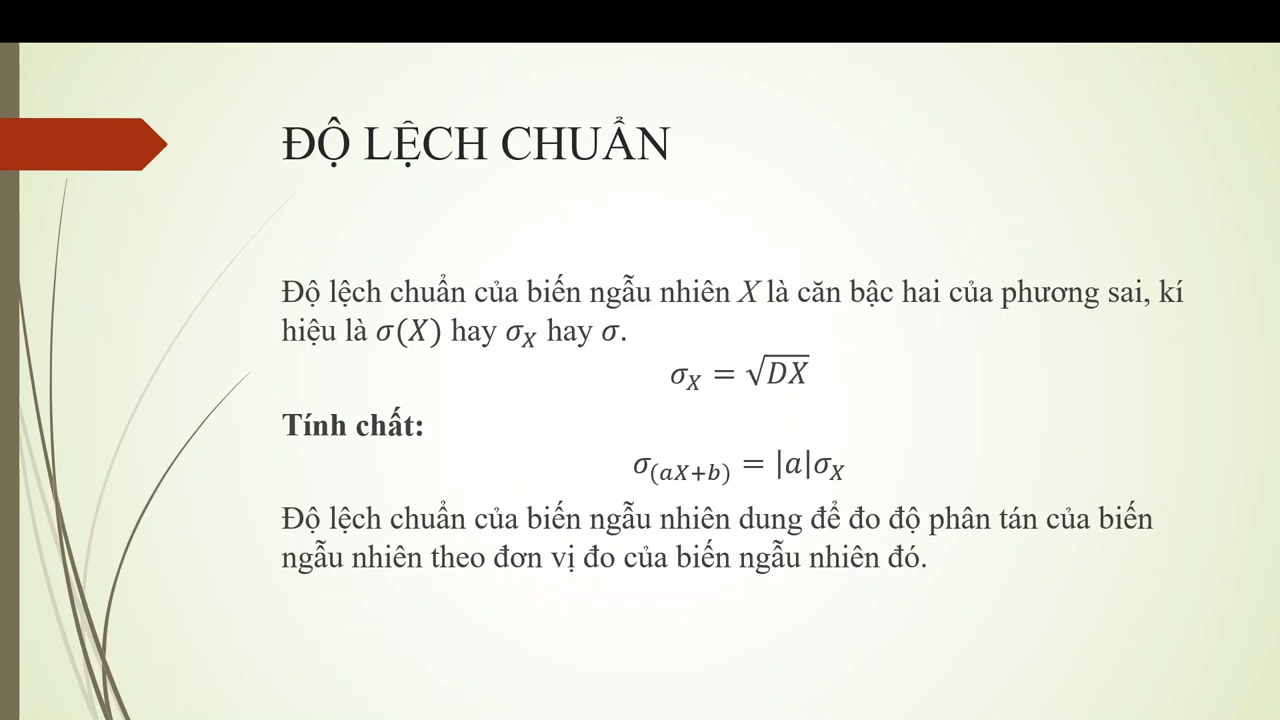 ĐỘ LỆCH CHUẨN
Độ lệch chuẩn của biến ngẫu nhiên X là căn bậc hai của phương sai, kí
hiệu là σ(X) hay σ_X hay σ.
σ_X = √DX
Tính chất:
σ_(aX+b) = |a|σ_X
Độ lệch chuẩn của biến ngẫu nhiên dung để đo độ phân tán của biến
ngẫu nhiên theo đơn vị đo của biến ngẫu nhiên đó.